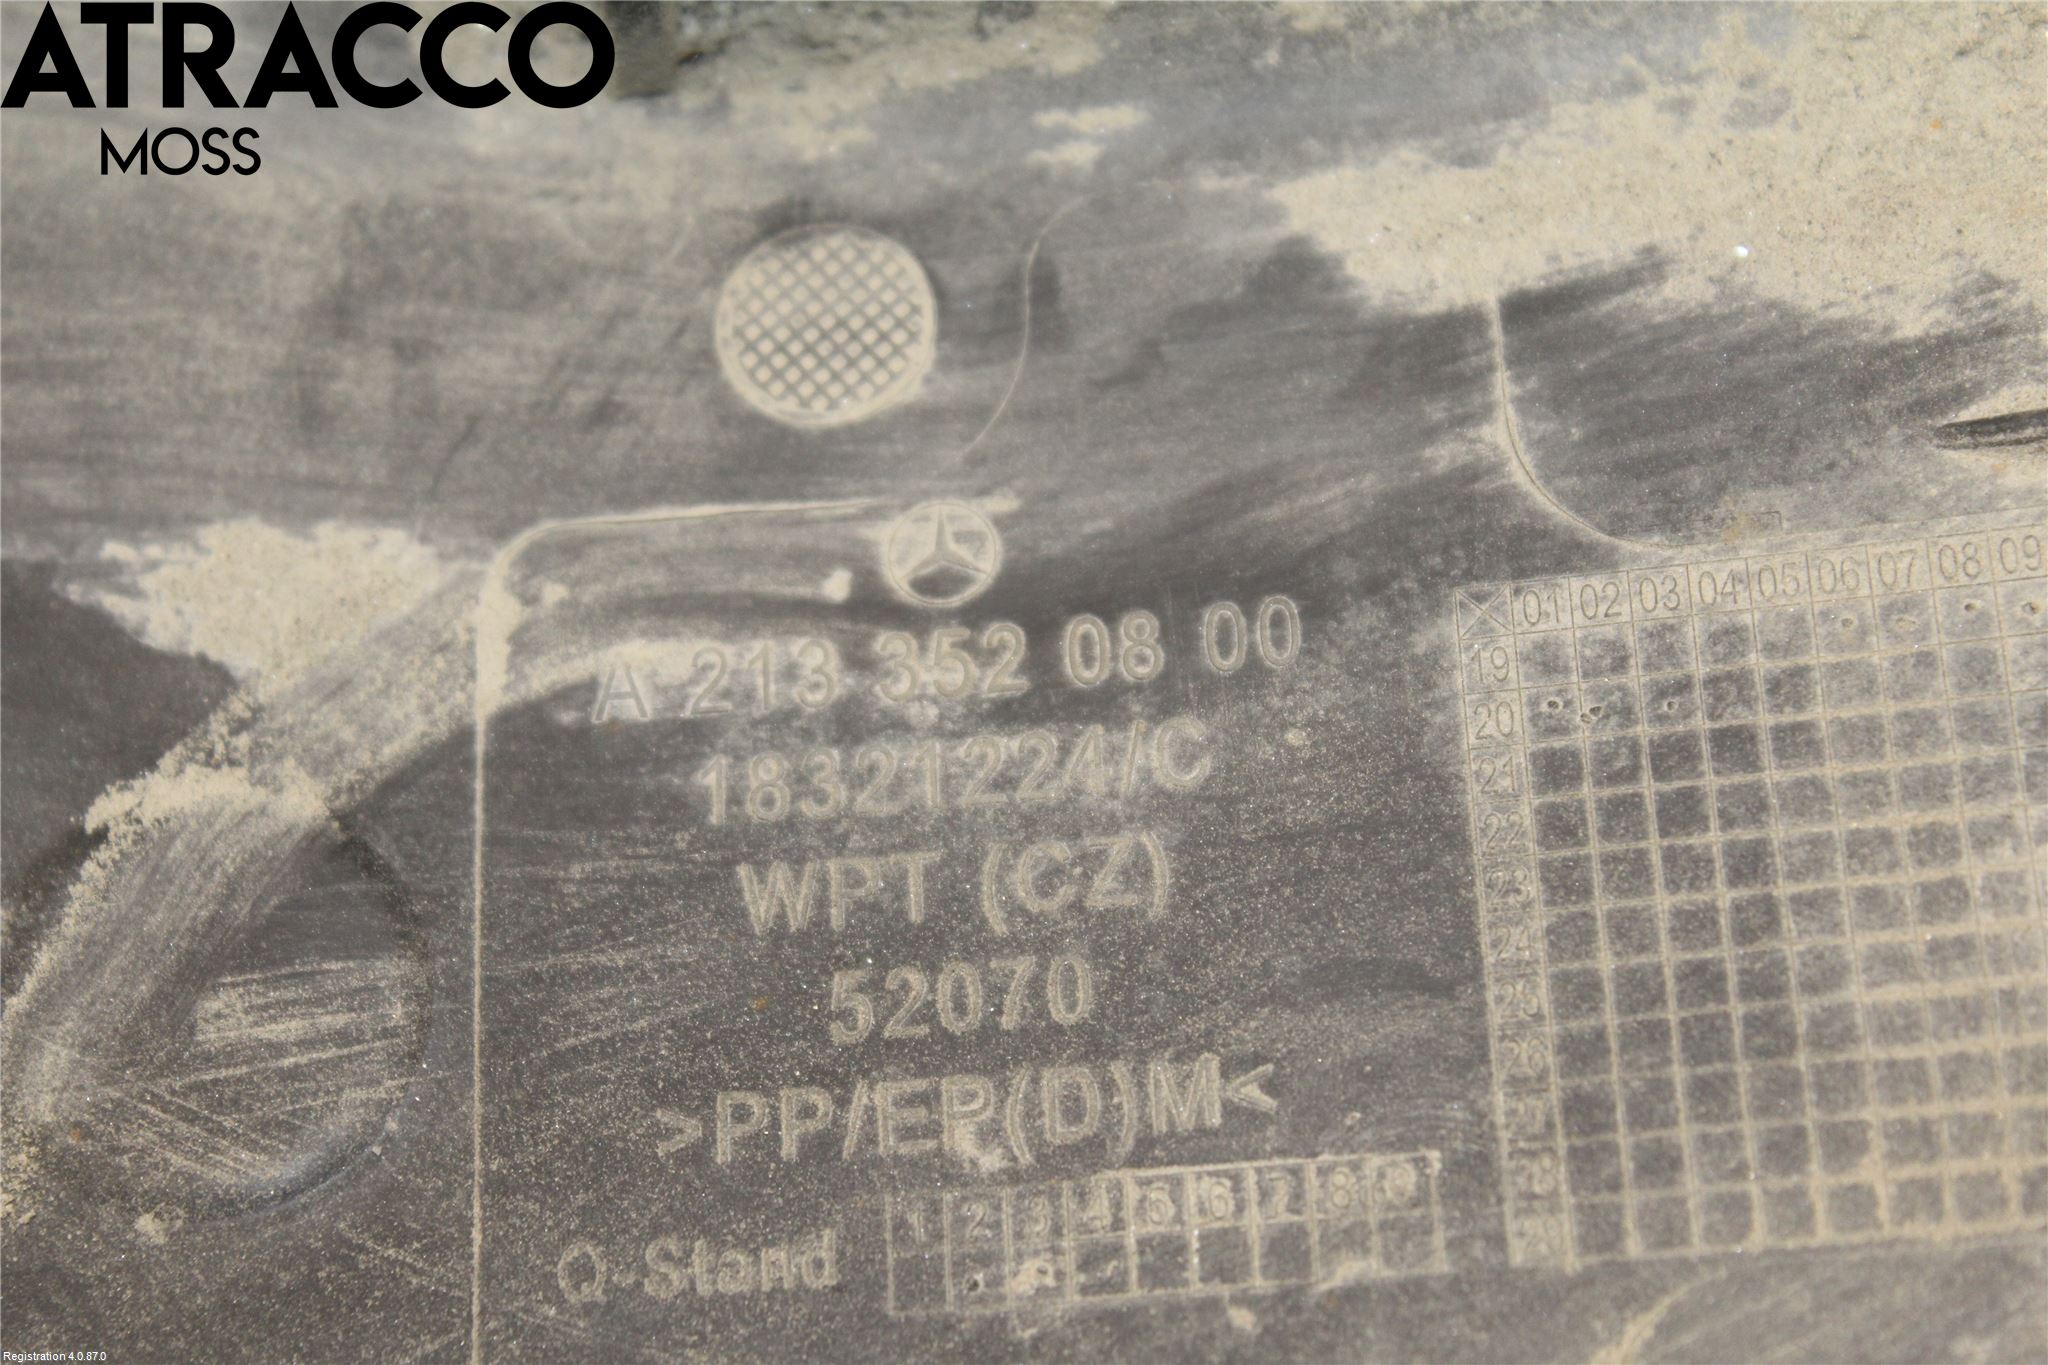 ATRACCO
MOSS
A 213 352 08 00
18321224/C
WPT (CZ)
52070
>PP/EP(D)M<
Q-Stand 1 2 3 4 5 6 7 8 9
01 02 03 04 05 06 07 08 09
19
20
21
22
23
24
25
26
27
28
29
Registration 4.0.87.0